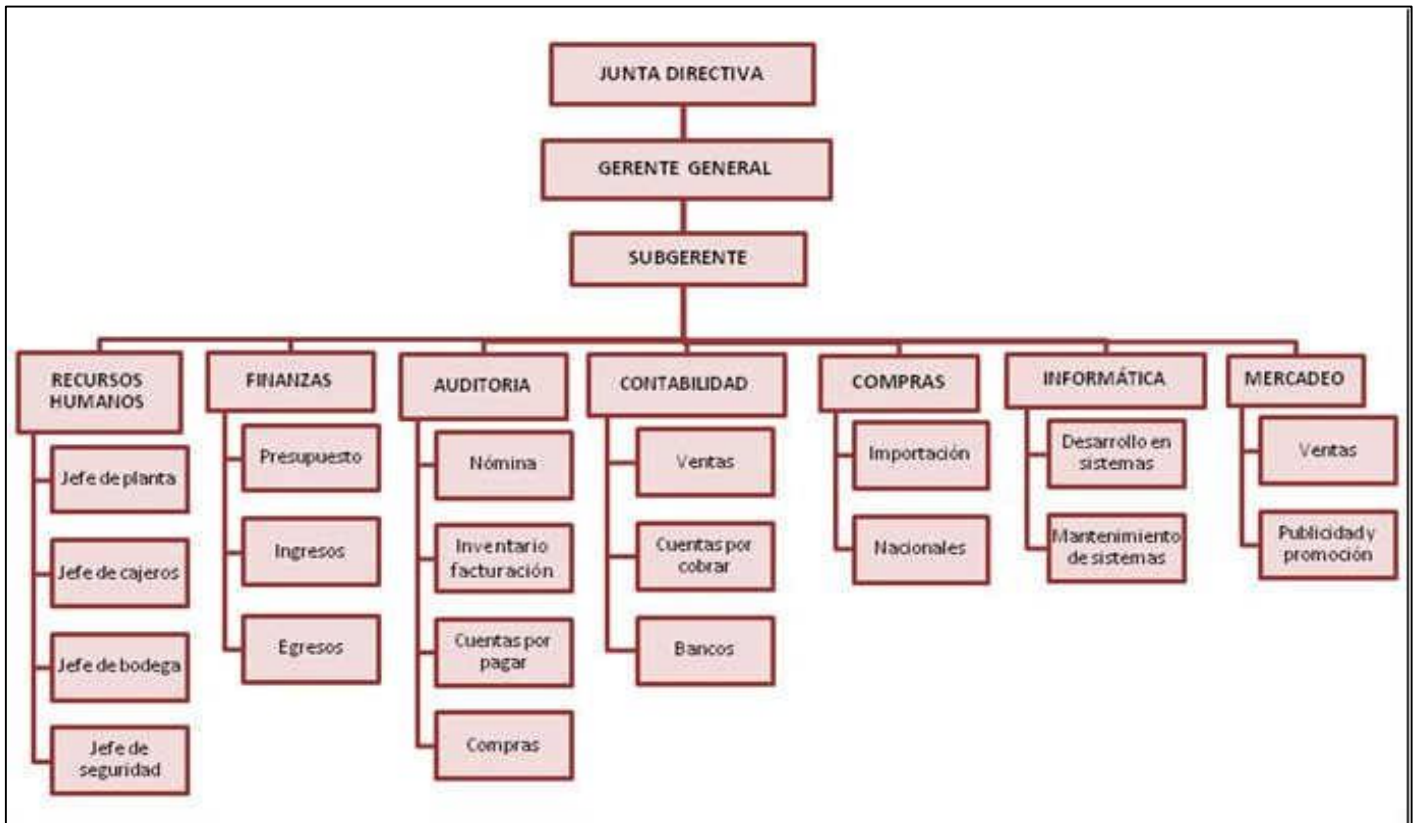 JUNTA DIRECTIVA
GERENTE GENERAL
SUBGERENTE
RECURSOS
HUMANOS
Jefe de planta
Jefe de cajeros
Jefe de bodega
Jefe de
seguridad
FINANZAS
Presupuesto
Ingresos
Egresos
AUDITORIA
Nómina
Inventario
facturación
Cuentas por
pagar
Compras
CONTABILIDAD
Ventas
Cuentas por
cobrar
Bancos
COMPRAS
Importación
Nacionales
INFORMÁTICA
Desarrollo en
sistemas
Mantenimiento
de sistemas
MERCADEO
Ventas
Publicidad y
promoción